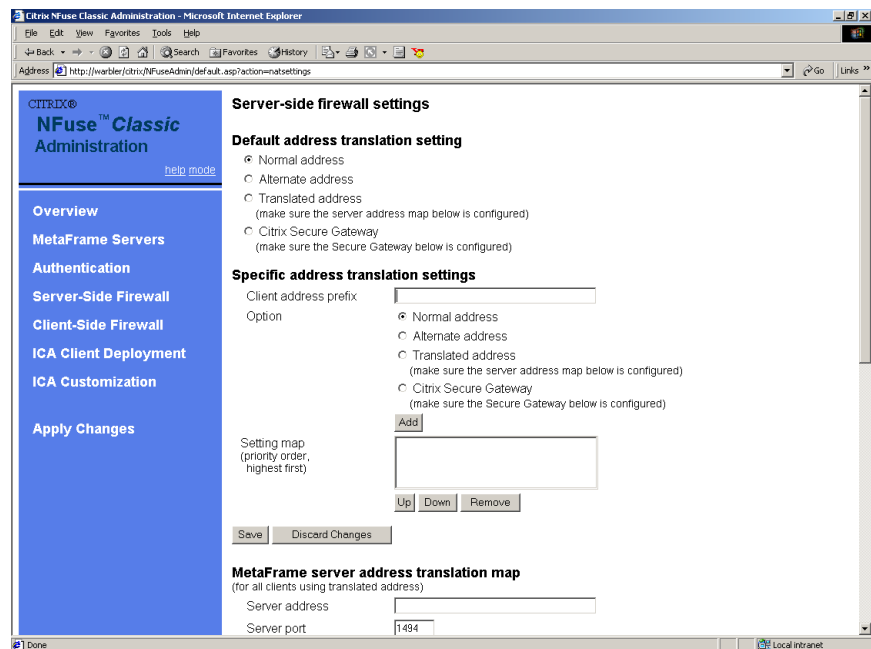 Citrix NFuse Classic Administration - Microsoft Internet Explorer
File Edit View Favorites Tools Help
Back Search Favorites History
Address http://warbler/citrix/NFuseAdmin/default.asp?action=natsettings Go Links »
CITRIX®
NFuse™ Classic
Administration
help mode
Overview
MetaFrame Servers
Authentication
Server-Side Firewall
Client-Side Firewall
ICA Client Deployment
ICA Customization
Apply Changes
Server-side firewall settings
Default address translation setting
Normal address
Alternate address
Translated address
(make sure the server address map below is configured)
Citrix Secure Gateway
(make sure the Secure Gateway below is configured)
Specific address translation settings
Client address prefix
Option
Normal address
Alternate address
Translated address
(make sure the server address map below is configured)
Citrix Secure Gateway
(make sure the Secure Gateway below is configured)
Add
Setting map
(priority order,
highest first)
Up Down Remove
Save Discard Changes
MetaFrame server address translation map
(for all clients using translated address)
Server address
Server port 1494
Done Local intranet